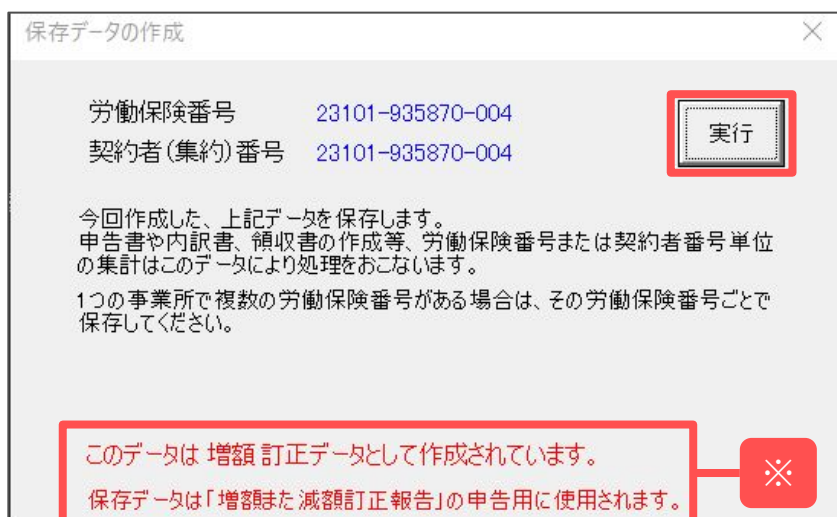 保存データの作成
労働保険番号 23101-935870-004
実行
契約者(集約)番号 23101-935870-004
今回作成した、上記データを保存します。
申告書や内訳書、領収書の作成等、労働保険番号または契約者番号単位
の集計はこのデータにより処理をおこないます。
1つの事業所で複数の労働保険番号がある場合は、その労働保険番号ごとで
保存してください。
このデータは 増額 訂正データとして作成されています。
※
保存データは「増額また減額訂正報告」の申告用に使用されます。